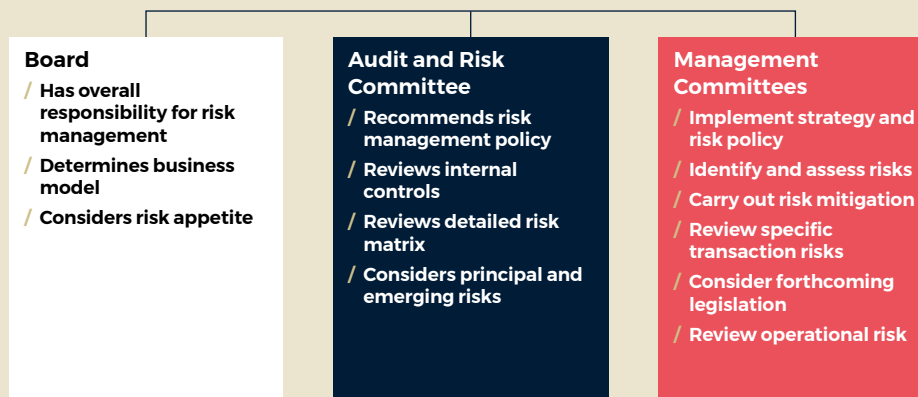 Board
/ Has overall
responsibility for risk
management
/ Determines business
model
/ Considers risk appetite
Audit and Risk
Committee
/ Recommends risk
management policy
/ Reviews internal
controls
/ Reviews detailed risk
matrix
/ Considers principal and
emerging risks
Management
Committees
/ Implement strategy and
risk policy
/ Identify and assess risks
/ Carry out risk mitigation
/ Review specific
transaction risks
/ Consider forthcoming
legislation
/ Review operational risk